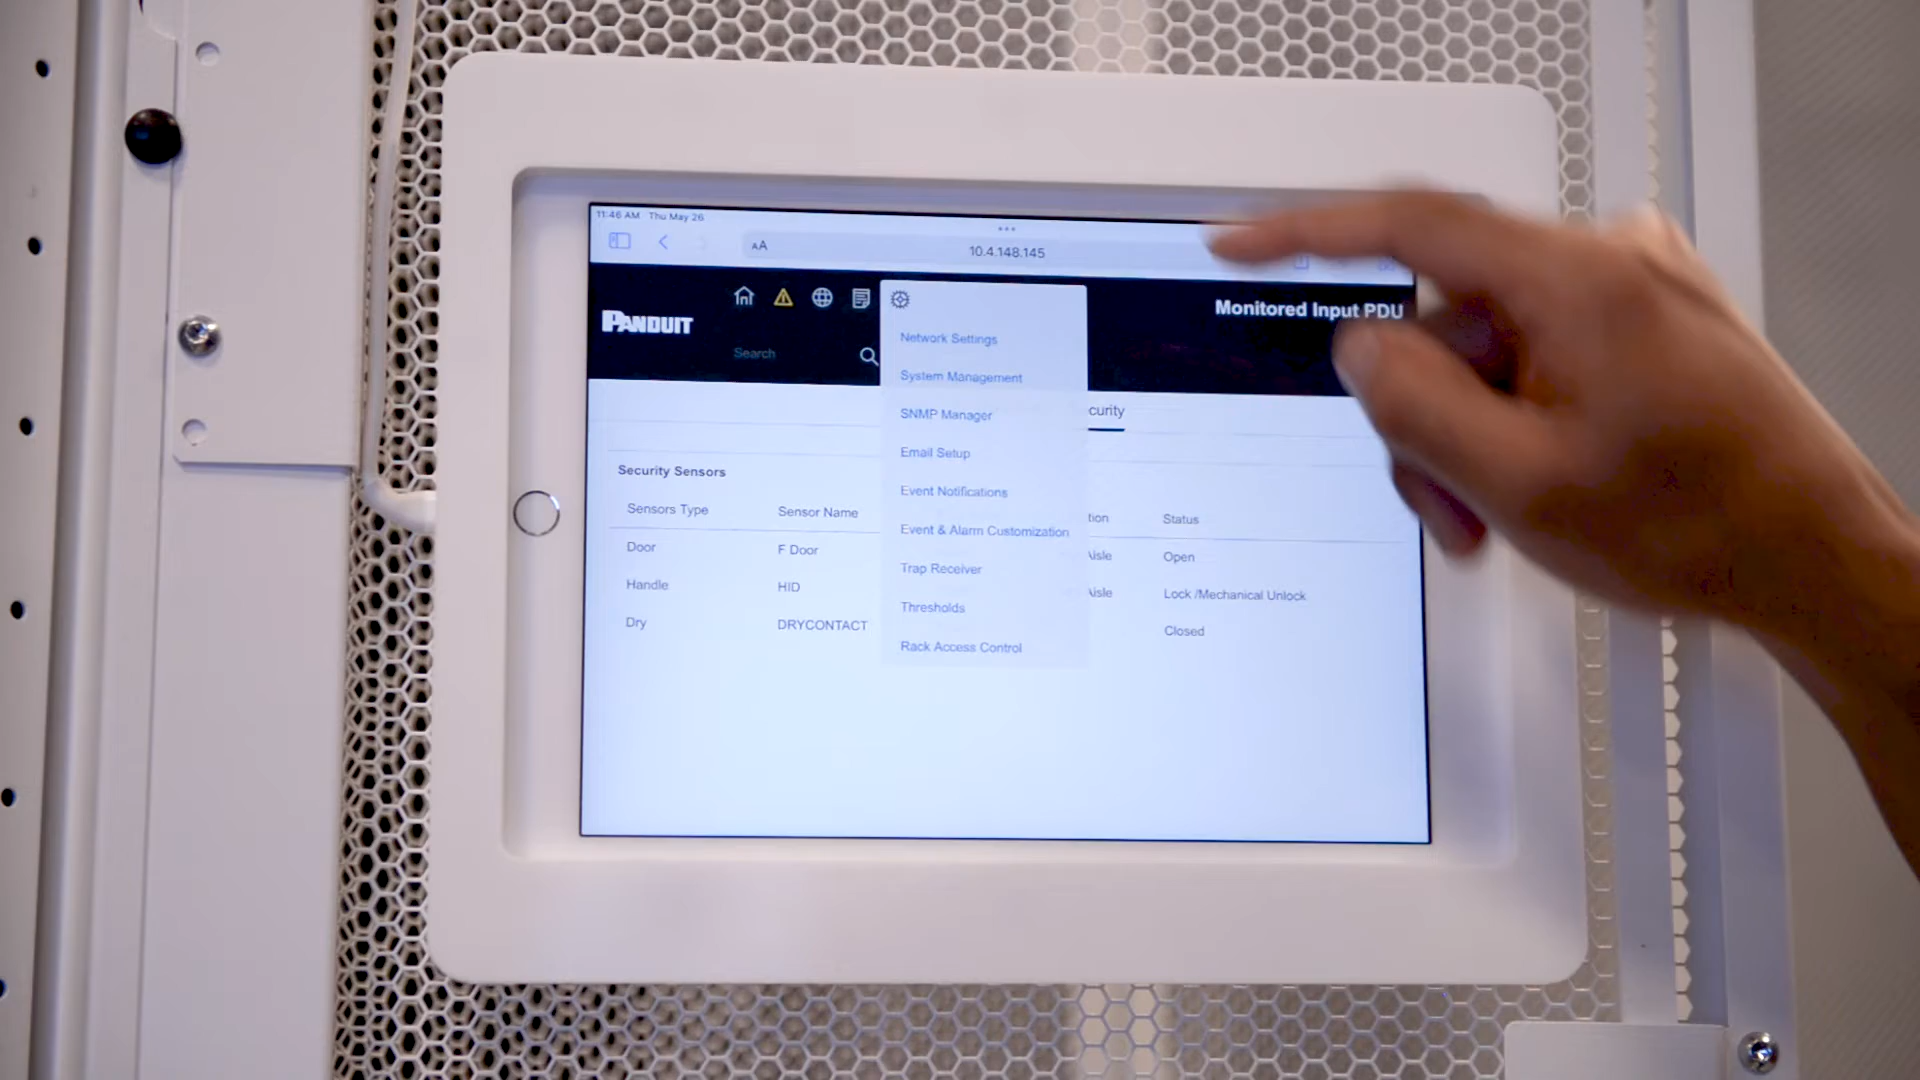 11:46 AM Thu May 26
AA
10.4.148.145
PANDUIT
Search
Monitored Input PDU
Network Settings
System Management
SNMP Manager
Email Setup
Event Notifications
Event & Alarm Customization
Trap Receiver
Thresholds
Rack Access Control
curity
Security Sensors
Sensors Type Sensor Name tion Status
Door F Door Aisle Open
Handle HID Aisle Lock /Mechanical Unlock
Dry DRYCONTACT Closed